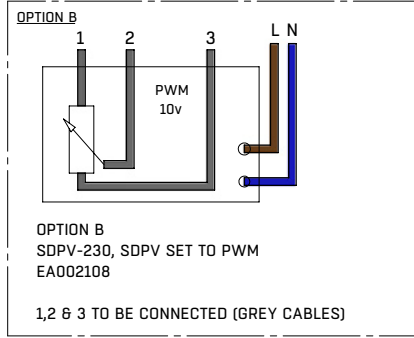 OPTION B
1 2 3 L N
PWM
10v
OPTION B
SDPV-230, SDPV SET TO PWM
EA002108
1,2 & 3 TO BE CONNECTED (GREY CABLES)